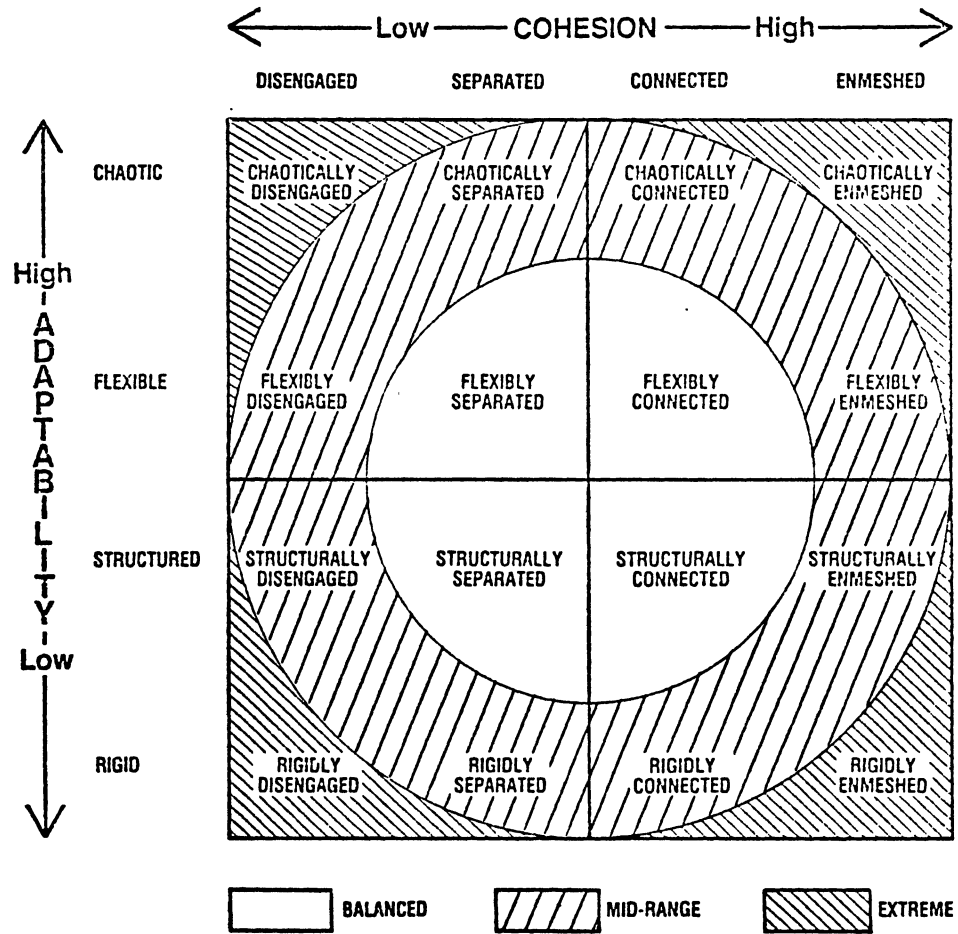 Low COHESION High
DISENGAGED SEPARATED CONNECTED ENMESHED
High
ADAPTABILITY
Low
CHAOTIC
CHAOTICALLY CHAOTICALLY CHAOTICALLY CHAOTICALLY
DISENGAGED SEPARATED CONNECTED ENMESHED
FLEXIBLE
FLEXIBLY FLEXIBLY FLEXIBLY FLEXIBLY
DISENGAGED SEPARATED CONNECTED ENMESHED
STRUCTURED
STRUCTURALLY STRUCTURALLY STRUCTURALLY STRUCTURALLY
DISENGAGED SEPARATED CONNECTED ENMESHED
RIGID
RIGIDLY RIGIDLY RIGIDLY RIGIDLY
DISENGAGED SEPARATED CONNECTED ENMESHED
BALANCED MID-RANGE EXTREME